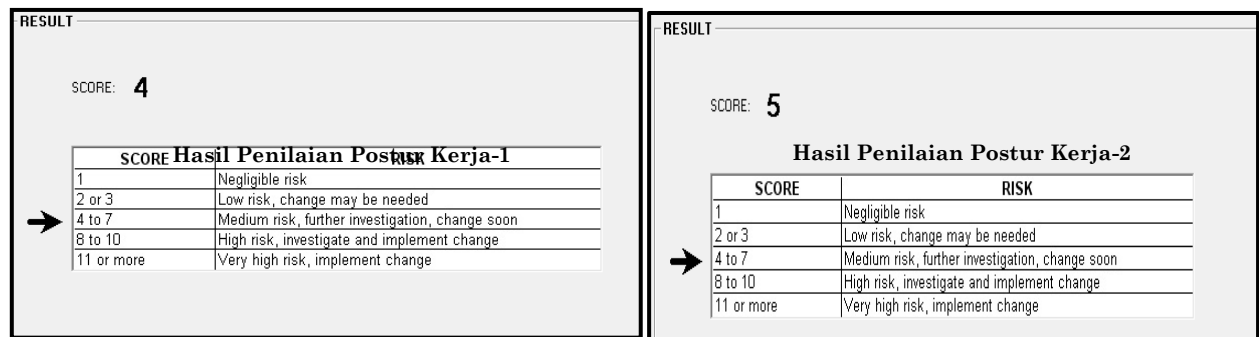 RESULT
SCORE: 4
Hasil Penilaian Postur Kerja-1
SCORE RISK
1 Negligible risk
2 or 3 Low risk, change may be needed
4 to 7 Medium risk, further investigation, change soon
8 to 10 High risk, investigate and implement change
11 or more Very high risk, implement change
RESULT
SCORE: 5
Hasil Penilaian Postur Kerja-2
SCORE RISK
1 Negligible risk
2 or 3 Low risk, change may be needed
4 to 7 Medium risk, further investigation, change soon
8 to 10 High risk, investigate and implement change
11 or more Very high risk, implement change